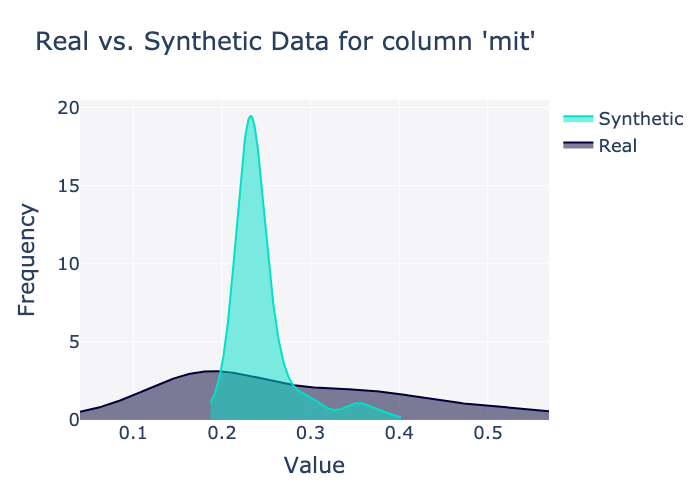 Real vs. Synthetic Data for column 'mit'
Synthetic
Real
20
15
10
5
0
Frequency
0.1 0.2 0.3 0.4 0.5
Value